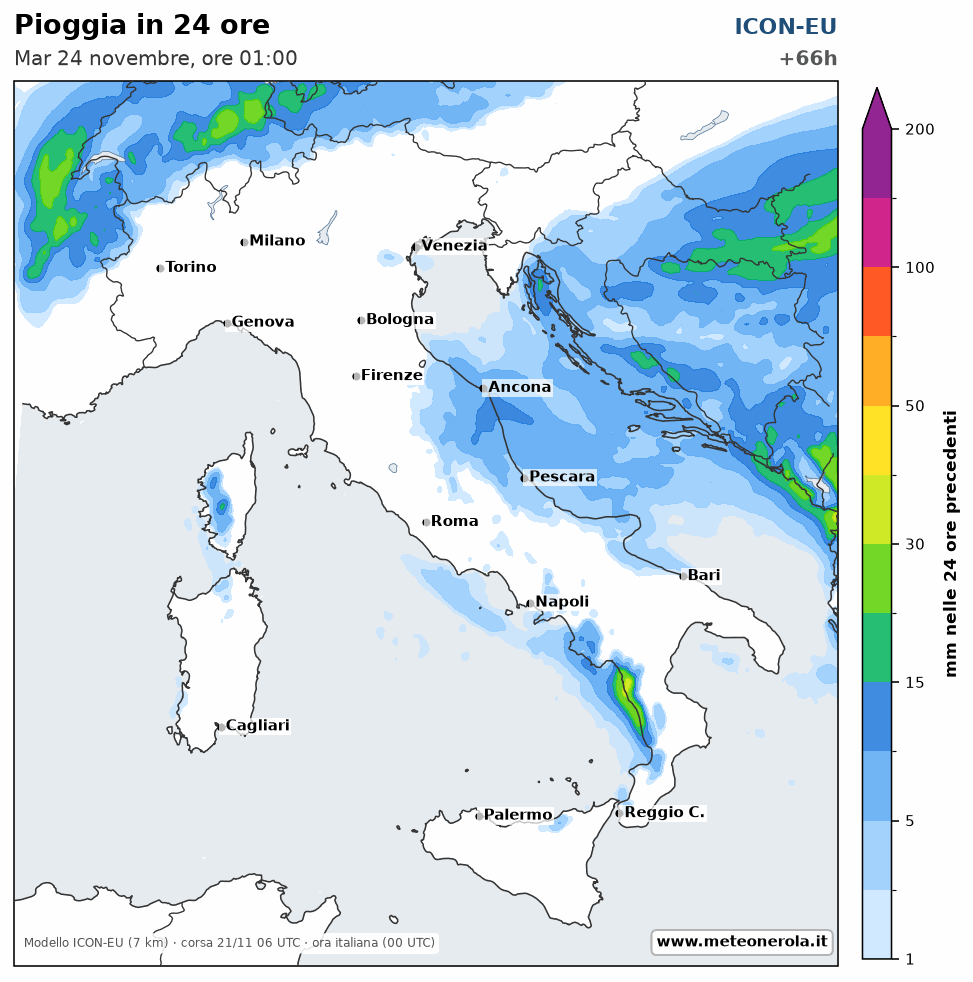 Pioggia in 24 ore
ICON-EU
Mar 24 novembre, ore 01:00
+66h
Milano
Venezia
Torino
Genova
Bologna
Firenze
Ancona
Pescara
Roma
Bari
Napoli
Cagliari
Palermo
Reggio C.
Modello ICON-EU (7 km) · corsa 21/11 06 UTC · ora italiana (00 UTC)
www.meteonerola.it
200
100
50
30
15
5
1
mm nelle 24 ore precedenti